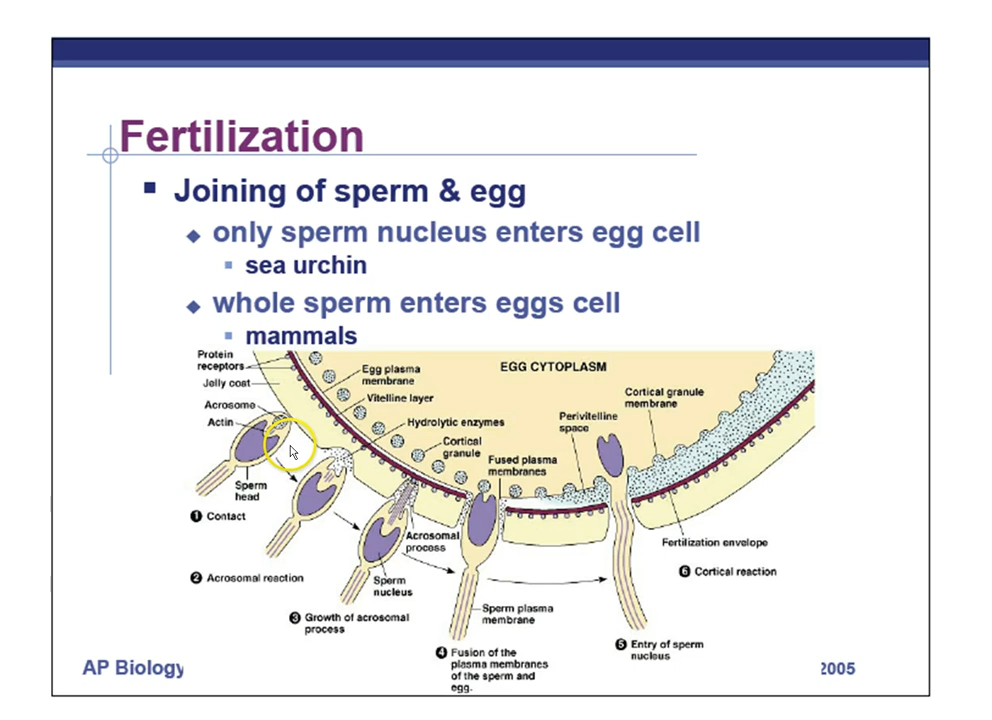 Fertilization
Joining of sperm & egg
only sperm nucleus enters egg cell
sea urchin
whole sperm enters eggs cell
mammals
Protein
receptors
Jelly coat
Acrosome
Actin
Egg plasma
membrane
Vitelline layer
Hydrolytic enzymes
Cortical
granule
Fused plasma
membranes
EGG CYTOPLASM
Perivitelline
space
Cortical granule
membrane
Sperm
head
1 Contact
2 Acrosomal reaction
Acrosomal
process
Sperm
nucleus
3 Growth of acrosomal
process
Sperm plasma
membrane
4 Fusion of the
plasma membranes
of the sperm and
egg.
5 Entry of sperm
nucleus
Fertilization envelope
6 Cortical reaction
AP Biology
2005